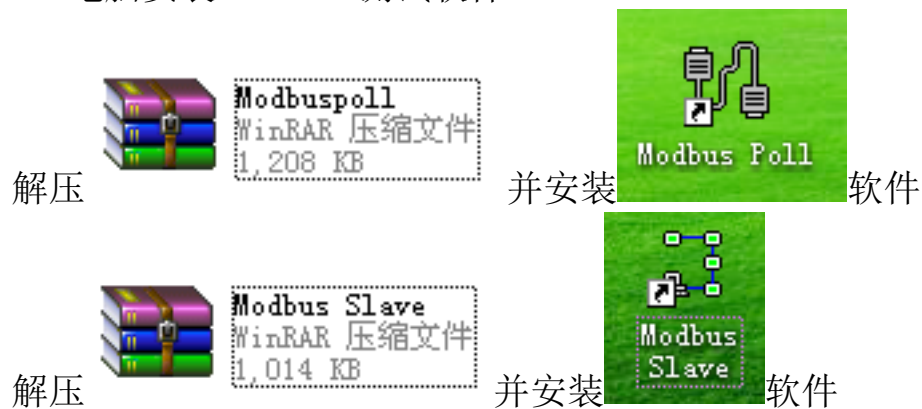 Modbuspoll
WinRAR 压缩文件
1,208 KB
解压
并安装
Modbus Poll
软件
Modbus Slave
WinRAR 压缩文件
1,014 KB
解压
并安装
Modbus
Slave
软件